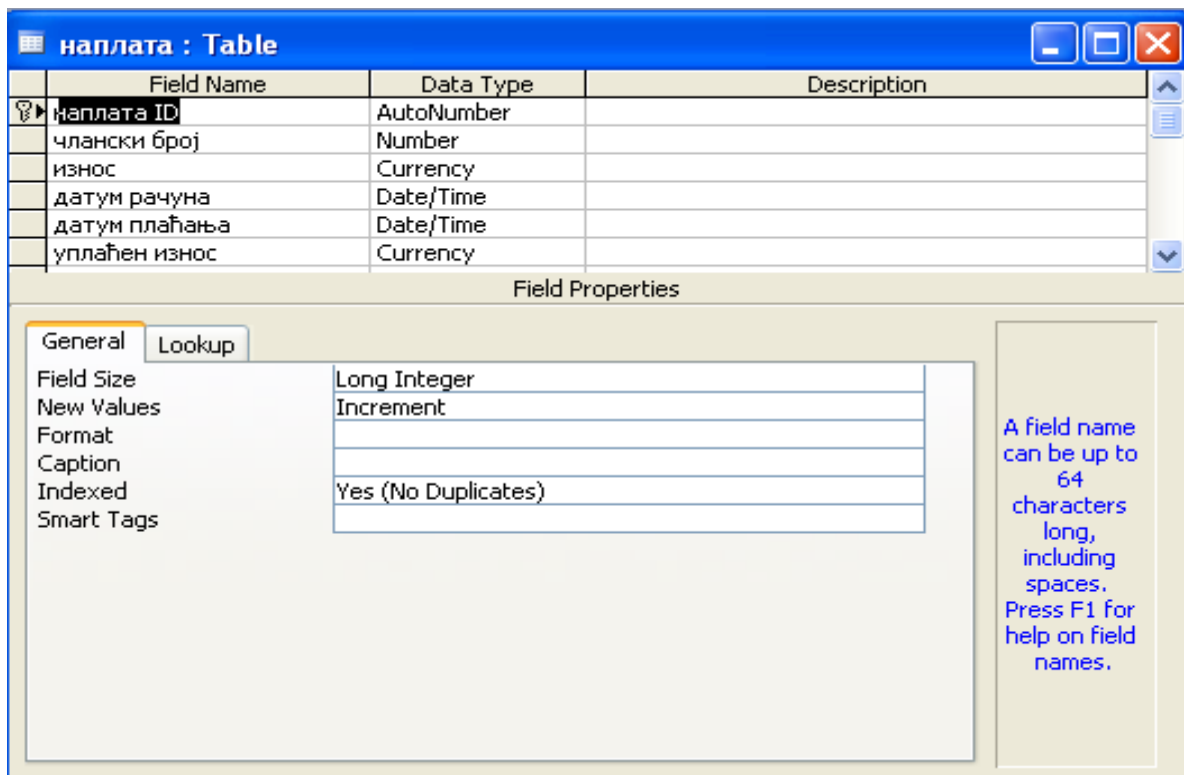 наплата : Table
Field Name Data Type Description
наплата ID AutoNumber
члански број Number
износ Currency
датум рачуна Date/Time
датум плаћања Date/Time
уплаћен износ Currency
Field Properties
General Lookup
Field Size Long Integer
New Values Increment
Format
Caption
Indexed Yes (No Duplicates)
Smart Tags
A field name
can be up to
64
characters
long,
including
spaces.
Press F1 for
help on field
names.